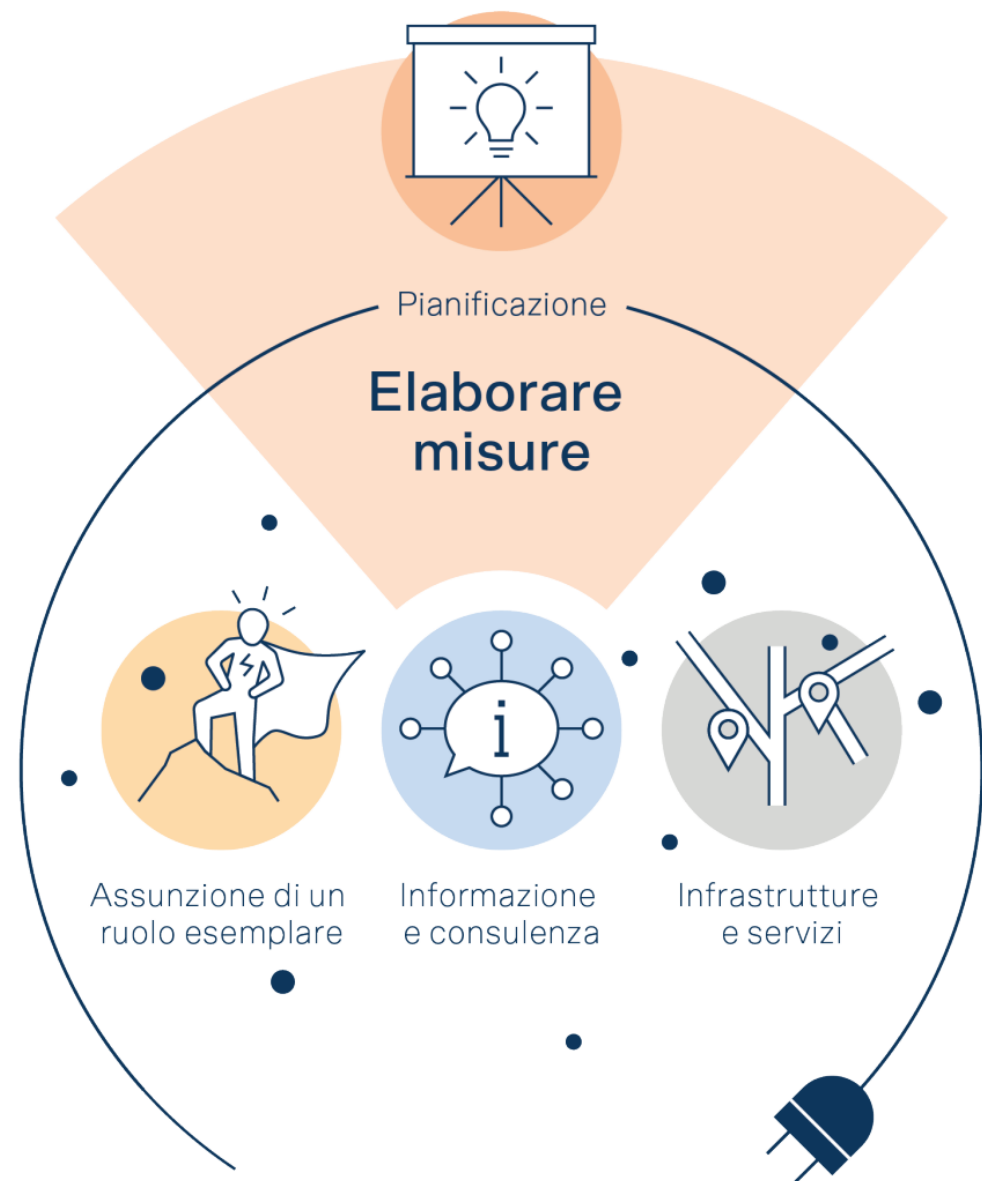 Pianificazione
Elaborare
misure
i
Assunzione di un
ruolo esemplare
Informazione
e consulenza
Infrastrutture
e servizi